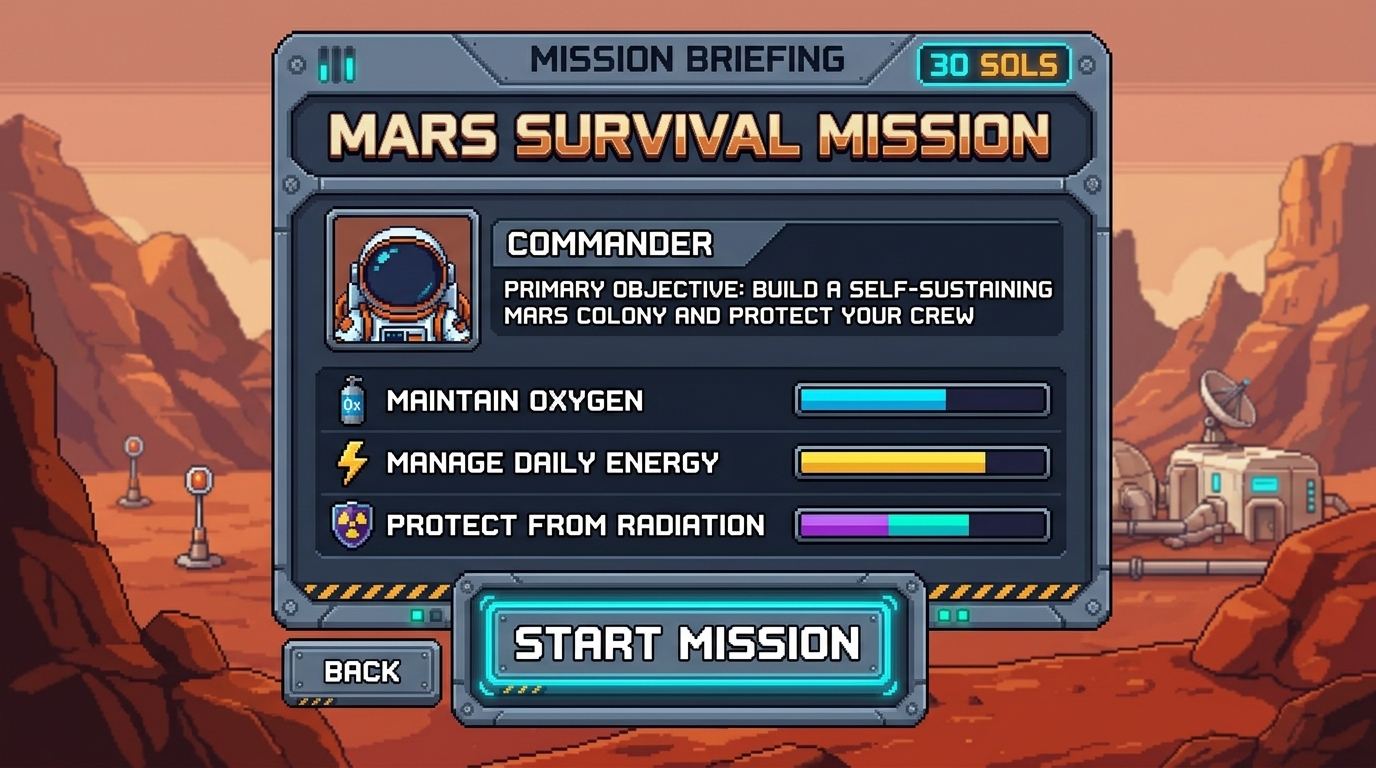 MISSION BRIEFING
30 SOLS
MARS SURVIVAL MISSION
COMMANDER
PRIMARY OBJECTIVE: BUILD A SELF-SUSTAINING
MARS COLONY AND PROTECT YOUR CREW
Ox
MAINTAIN OXYGEN
MANAGE DAILY ENERGY
PROTECT FROM RADIATION
START MISSION
BACK